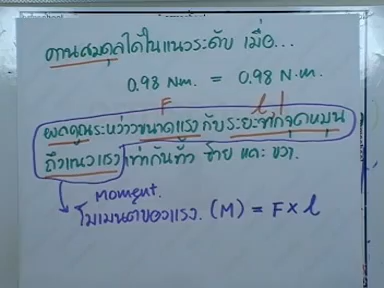 คานสมดุลได้ในแนวระดับ เมื่อ...
0.98 Nm. = 0.98 N.m.
F l
ผลคูณระหว่างขนาดแรง กับ ระยะจากจุดหมุน
ถึงแนวแรง เท่ากันทั้ง ซ้าย และ ขวา.
moment.
โมเมนต์ของแรง. (M) = F × l